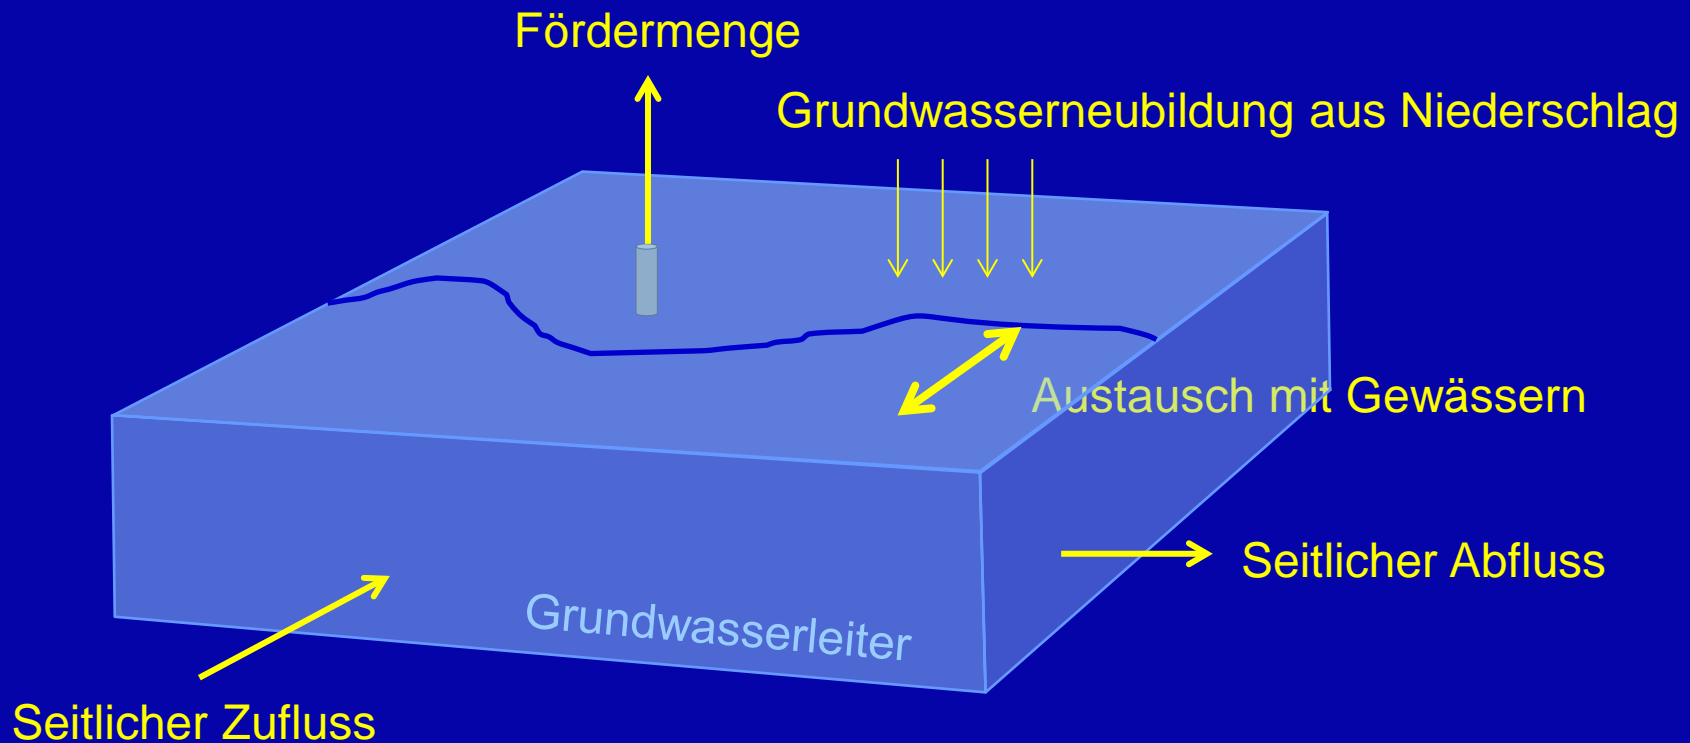 Fördermenge
Grundwasserneubildung aus Niederschlag
Austausch mit Gewässern
Seitlicher Abfluss
Grundwasserleiter
Seitlicher Zufluss